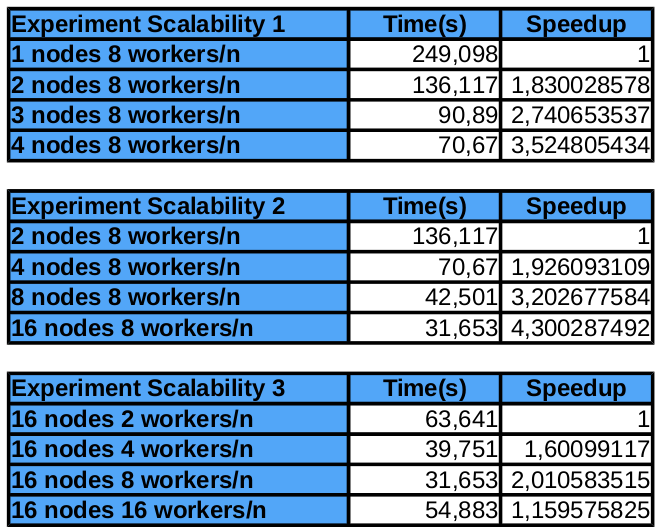 Experiment Scalability 1 Time(s) Speedup
1 nodes 8 workers/n 249,098 1
2 nodes 8 workers/n 136,117 1,830028578
3 nodes 8 workers/n 90,89 2,740653537
4 nodes 8 workers/n 70,67 3,524805434
Experiment Scalability 2 Time(s) Speedup
2 nodes 8 workers/n 136,117 1
4 nodes 8 workers/n 70,67 1,926093109
8 nodes 8 workers/n 42,501 3,202677584
16 nodes 8 workers/n 31,653 4,300287492
Experiment Scalability 3 Time(s) Speedup
16 nodes 2 workers/n 63,641 1
16 nodes 4 workers/n 39,751 1,60099117
16 nodes 8 workers/n 31,653 2,010583515
16 nodes 16 workers/n 54,883 1,159575825